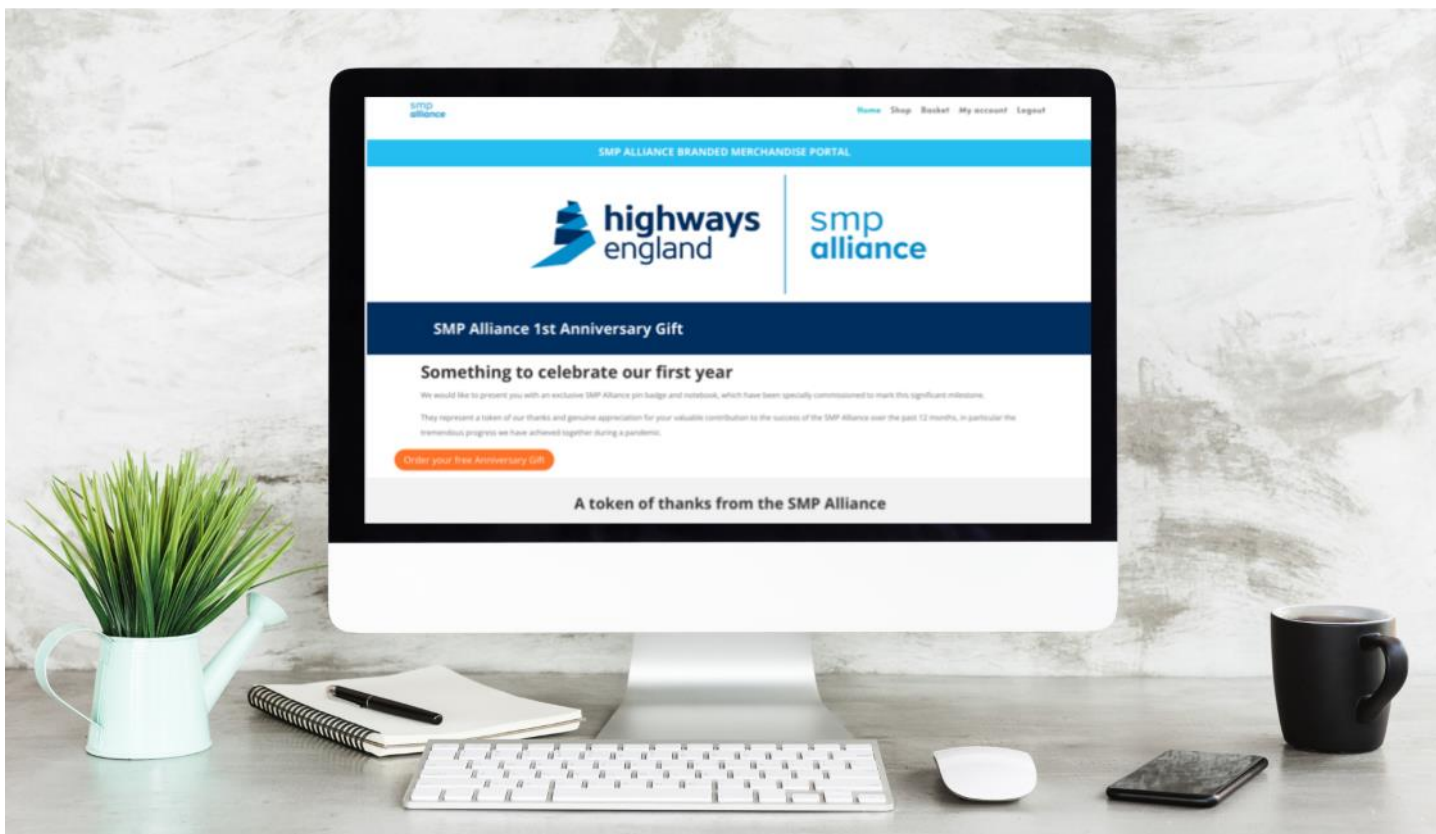 smp
alliance
Home Shop Basket My account Logout
SMP ALLIANCE BRANDED MERCHANDISE PORTAL
highways
england
smp
alliance
SMP Alliance 1st Anniversary Gift
Something to celebrate our first year
We would like to present you with an exclusive SMP Alliance pin badge and notebook, which have been specially commissioned to mark this significant milestone.
They represent a token of our thanks and genuine appreciation for your valuable contribution to the success of the SMP Alliance over the past 12 months, in particular the
tremendous progress we have achieved together during a pandemic.
Order your free Anniversary Gift
A token of thanks from the SMP Alliance